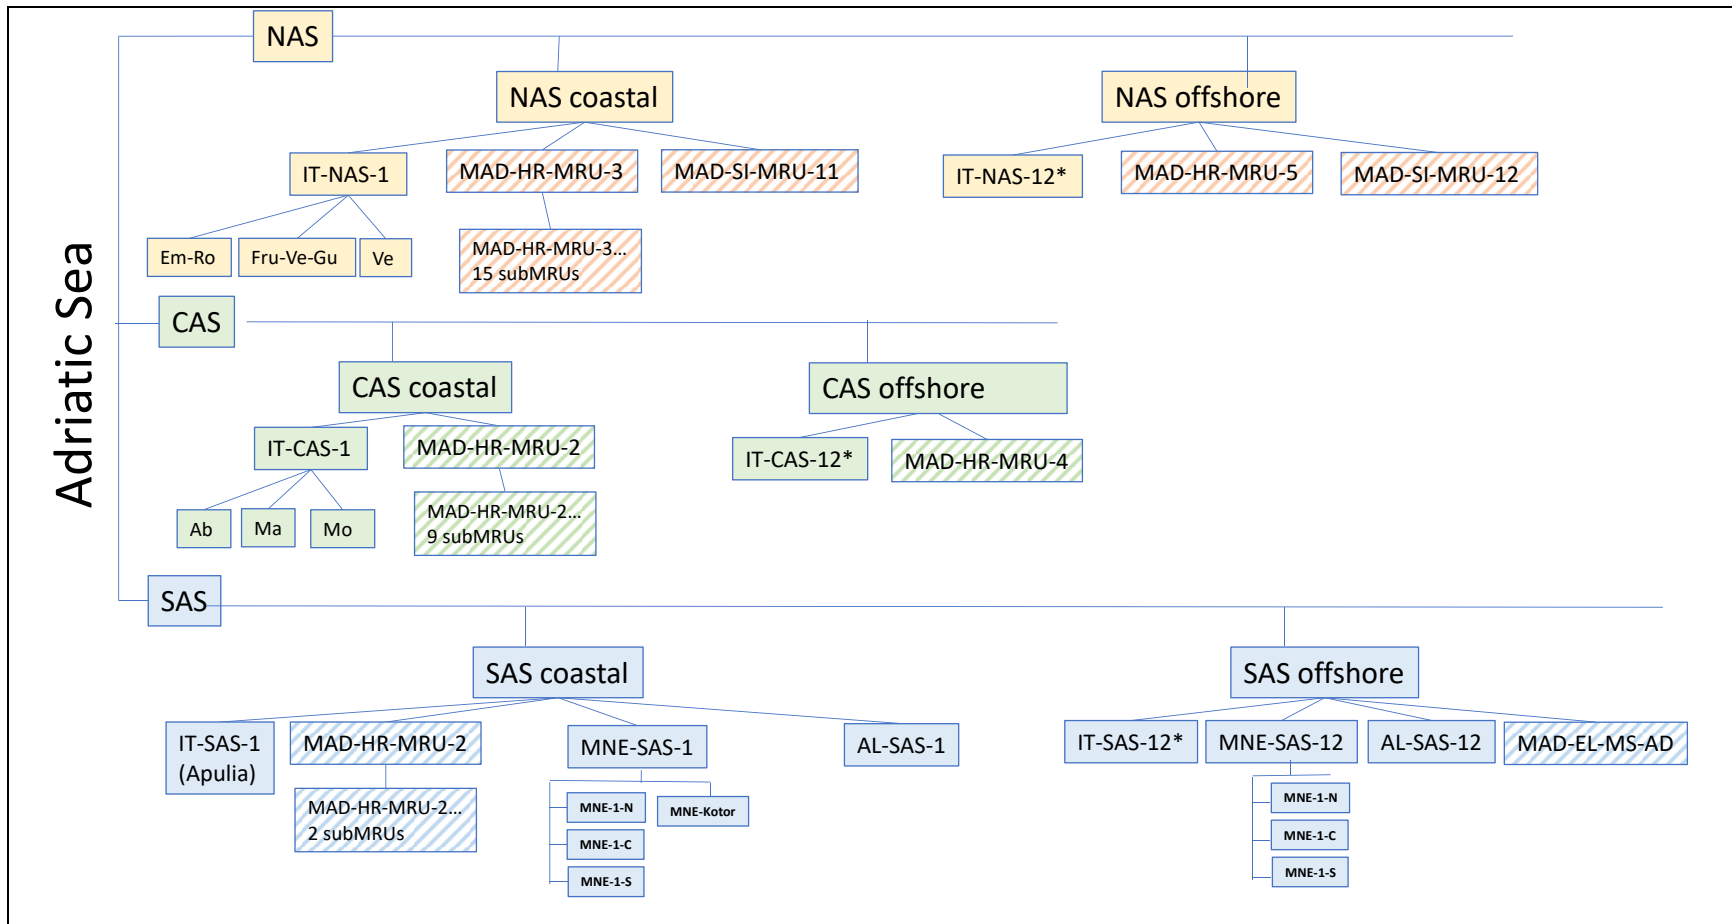 Adriatic Sea
NAS
NAS coastal
NAS offshore
IT-NAS-1
MAD-HR-MRU-3
MAD-SI-MRU-11
IT-NAS-12*
MAD-HR-MRU-5
MAD-SI-MRU-12
Em-Ro
Fru-Ve-Gu
Ve
MAD-HR-MRU-3...
15 subMRUs
CAS
CAS coastal
CAS offshore
IT-CAS-1
MAD-HR-MRU-2
IT-CAS-12*
MAD-HR-MRU-4
Ab
Ma
Mo
MAD-HR-MRU-2...
9 subMRUs
SAS
SAS coastal
SAS offshore
IT-SAS-1
(Apulia)
MAD-HR-MRU-2
MNE-SAS-1
AL-SAS-1
IT-SAS-12*
MNE-SAS-12
AL-SAS-12
MAD-EL-MS-AD
MAD-HR-MRU-2...
2 subMRUs
MNE-1-N
MNE-Kotor
MNE-1-C
MNE-1-S
MNE-1-N
MNE-1-C
MNE-1-S